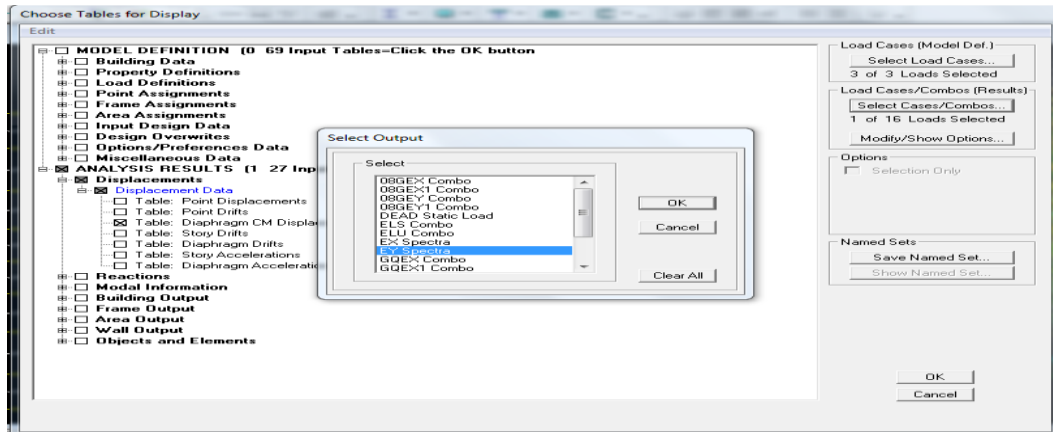 Choose Tables for Display
Edit
MODEL DEFINITION (0 69 Input Tables=Click the OK button
Building Data
Property Definitions
Load Definitions
Point Assignments
Frame Assignments
Area Assignments
Input Design Data
Design Overwrites
Options/Preferences Data
Miscellaneous Data
ANALYSIS RESULTS (1 27 Inp
Displacements
Displacement Data
Table: Point Displacements
Table: Point Drifts
Table: Diaphragm CM Displa
Table: Story Drifts
Table: Diaphragm Drifts
Table: Story Accelerations
Table: Diaphragm Acceleratio
Reactions
Modal Information
Building Output
Frame Output
Area Output
Wall Output
Objects and Elements
Select Output
Select
08GEX Combo
08GEX1 Combo
08GEY Combo
08GEY1 Combo
DEAD Static Load
ELS Combo
ELU Combo
EX Spectra
EY Spectra
GQEX Combo
GQEX1 Combo
OK
Cancel
Clear All
Load Cases (Model Def.)
Select Load Cases...
3 of 3 Loads Selected
Load Cases/Combos (Results)
Select Cases/Combos...
1 of 16 Loads Selected
Modify/Show Options...
Options
Selection Only
Named Sets
Save Named Set...
Show Named Set...
OK
Cancel